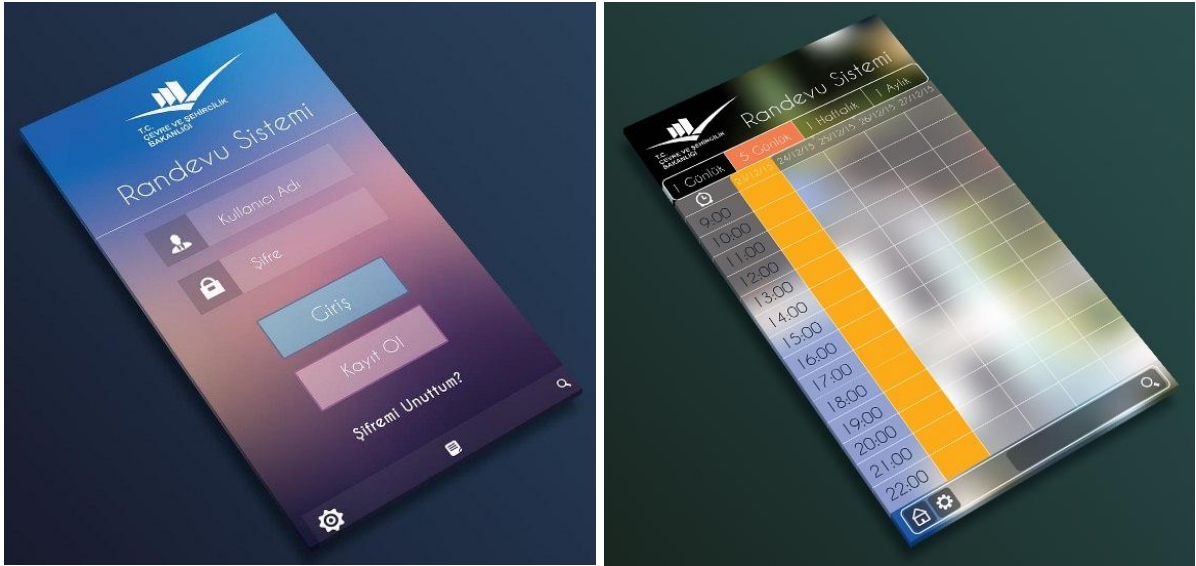 T.C.
ÇEVRE VE ŞEHİRCİLİK
BAKANLIĞI
Randevu Sistemi
Kullanıcı Adı
Şifre
Giriş
Kayıt Ol
Şifremi Unuttum?
T.C.
ÇEVRE VE ŞEHİRCİLİK
BAKANLIĞI
Randevu Sistemi
1 Günlük 5 Günlük 1 Haftalık 1 Aylık
23/12/15 24/12/15 25/12/15 26/12/15 27/12/15
9:00
10:00
11:00
12:00
13:00
14:00
15:00
16:00
17:00
18:00
19:00
20:00
21:00
22:00